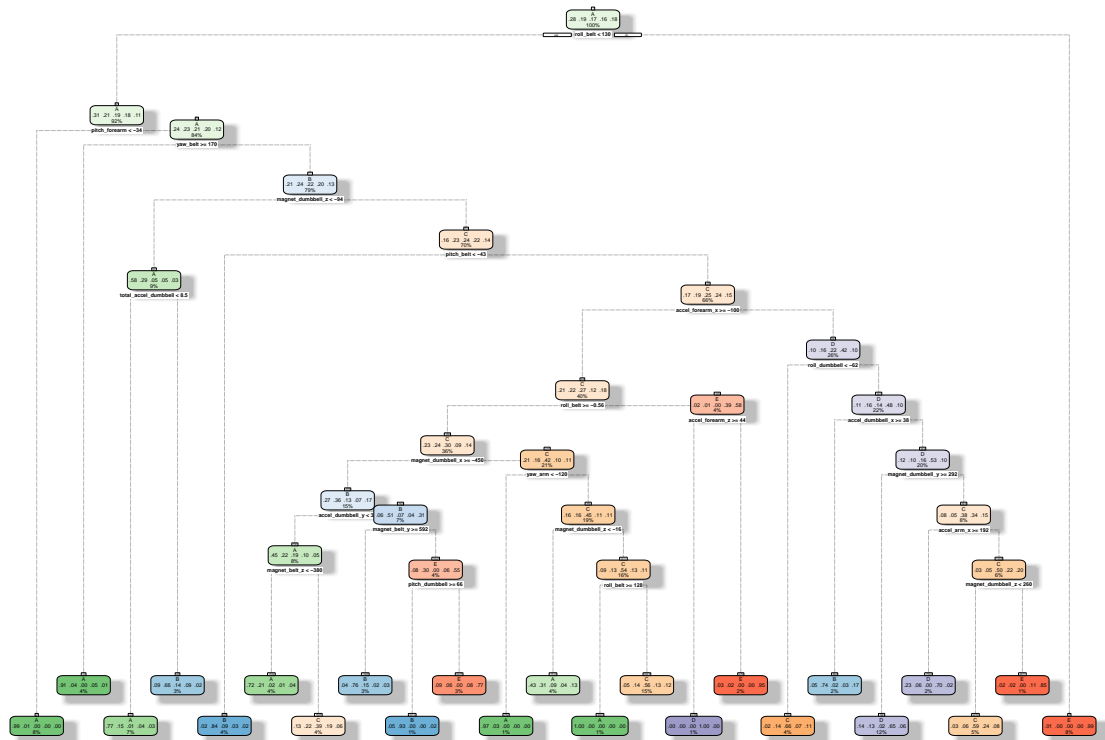 A
.28 .19 .17 .16 .18
100%
roll_belt < 130
A
.31 .21 .19 .18 .11
92%
pitch_forearm < −34
A
.24 .23 .21 .20 .12
84%
yaw_belt >= 170
B
.21 .24 .22 .20 .13
79%
magnet_dumbbell_z < −94
C
.16 .23 .24 .22 .14
70%
pitch_belt < −43
A
.58 .29 .05 .05 .03
9%
total_accel_dumbbell < 8.5
C
.17 .19 .25 .24 .15
66%
accel_forearm_x >= −100
D
.10 .16 .22 .42 .10
26%
roll_dumbbell < −62
C
.21 .22 .27 .12 .18
40%
roll_belt >= −0.56
E
.02 .01 .00 .39 .58
4%
accel_forearm_z >= 44
D
.11 .16 .14 .48 .10
22%
accel_dumbbell_x >= 38
C
.23 .24 .30 .09 .14
36%
magnet_dumbbell_x >= −450
C
.21 .16 .42 .10 .11
21%
yaw_arm < −120
D
.12 .10 .16 .53 .10
20%
magnet_dumbbell_y >= 292
B
.27 .36 .13 .07 .17
15%
B
.06 .51 .07 .04 .31
7%
magnet_belt_y >= 592
C
.16 .16 .45 .11 .11
19%
magnet_dumbbell_z < −16
C
.08 .05 .38 .34 .15
8%
accel_arm_x >= 192
A
.45 .22 .19 .10 .05
8%
magnet_belt_z < −380
E
.08 .30 .00 .06 .55
4%
pitch_dumbbell >= 66
C
.09 .13 .54 .13 .11
16%
roll_belt >= 128
C
.03 .05 .50 .22 .20
6%
magnet_dumbbell_z < 260
A
.91 .04 .00 .05 .01
4%
B
.09 .65 .14 .09 .02
3%
A
.72 .21 .02 .01 .04
4%
B
.04 .76 .15 .02 .03
3%
E
.09 .06 .00 .08 .77
3%
A
.43 .31 .09 .04 .13
4%
C
.05 .14 .56 .13 .12
15%
E
.03 .02 .00 .00 .95
2%
B
.05 .74 .02 .03 .17
2%
D
.23 .06 .00 .70 .02
2%
E
.02 .02 .00 .11 .85
1%
A
.99 .01 .00 .00 .00
8%
A
.77 .15 .01 .04 .03
7%
B
.02 .84 .09 .03 .02
4%
C
.13 .22 .39 .19 .06
4%
B
.05 .93 .00 .00 .02
1%
A
.97 .03 .00 .00 .00
1%
A
1.00 .00 .00 .00 .00
1%
D
.00 .00 .00 1.00 .00
1%
C
.02 .14 .66 .07 .11
4%
D
.14 .13 .02 .65 .06
12%
C
.03 .06 .59 .24 .08
5%
E
.01 .00 .00 .00 .99
8%